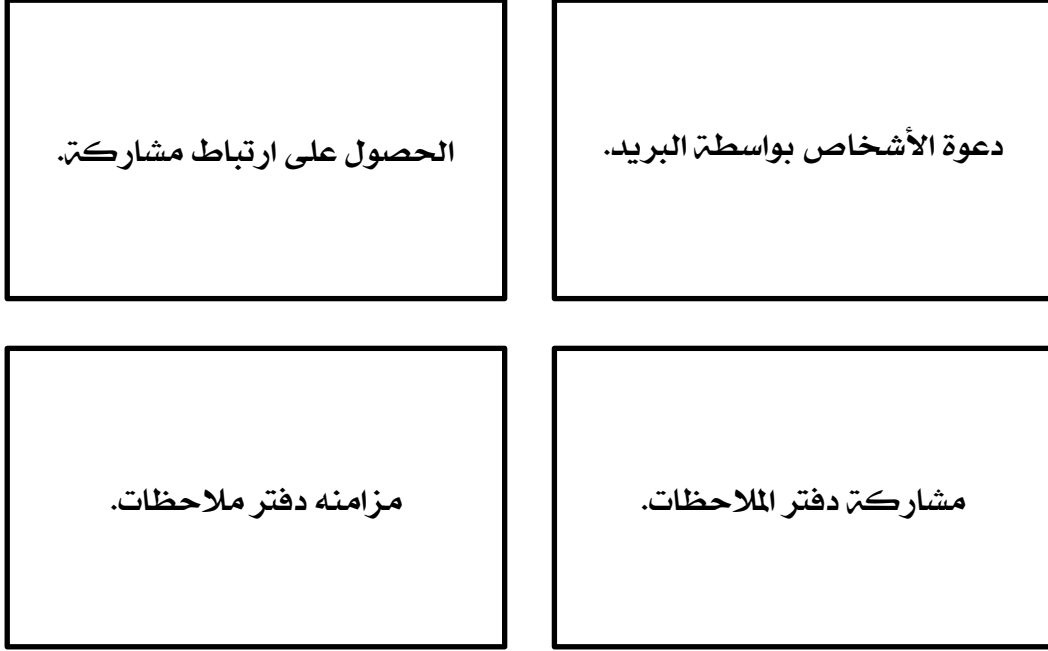 دعوة الأشخاص بواسطة البريد.
الحصول على ارتباط مشاركة.
مشاركة دفتر الملاحظات.
مزامنه دفتر ملاحظات.